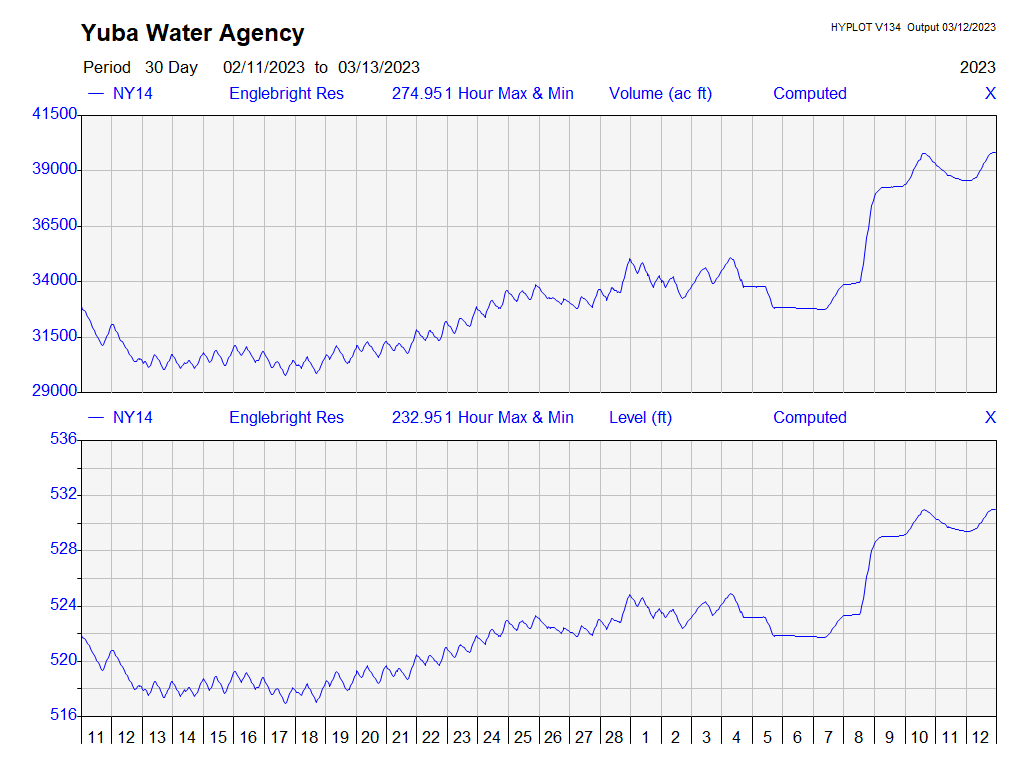 Yuba Water Agency
HYPLOT V134 Output 03/12/2023
Period 30 Day 02/11/2023 to 03/13/2023 2023
— NY14 Englebright Res 274.951 Hour Max & Min Volume (ac ft) Computed X
41500
39000
36500
34000
31500
29000
— NY14 Englebright Res 232.951 Hour Max & Min Level (ft) Computed X
536
532
528
524
520
516
11 12 13 14 15 16 17 18 19 20 21 22 23 24 25 26 27 28 1 2 3 4 5 6 7 8 9 10 11 12